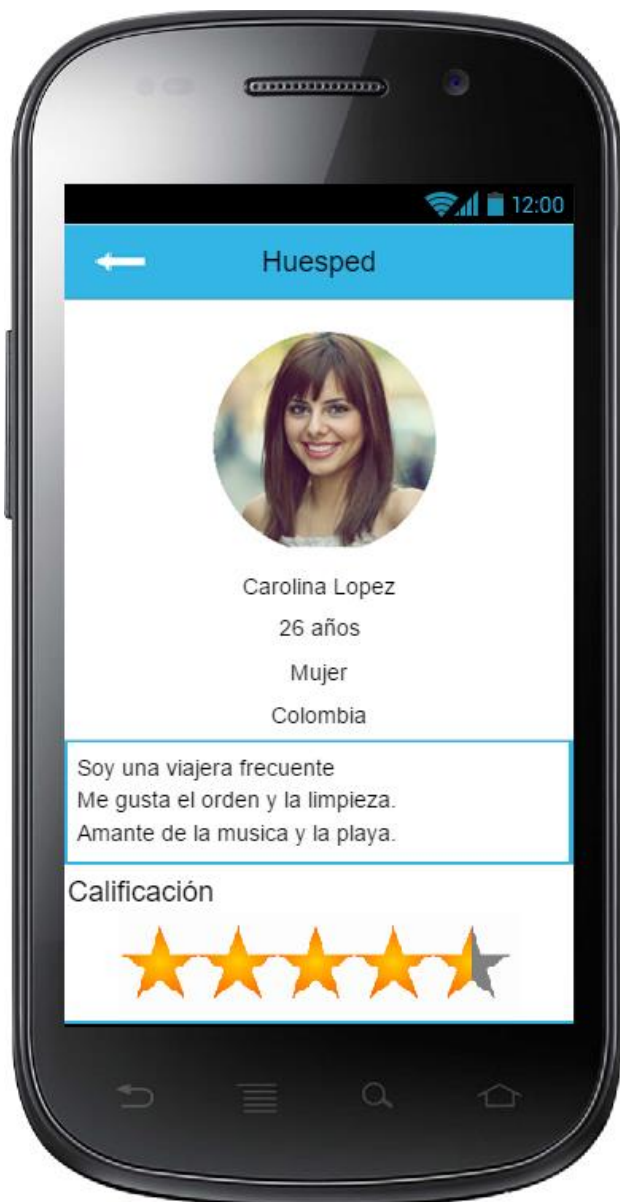 12:00
Huesped
Carolina Lopez
26 años
Mujer
Colombia
Soy una viajera frecuente
Me gusta el orden y la limpieza.
Amante de la musica y la playa.
Calificación